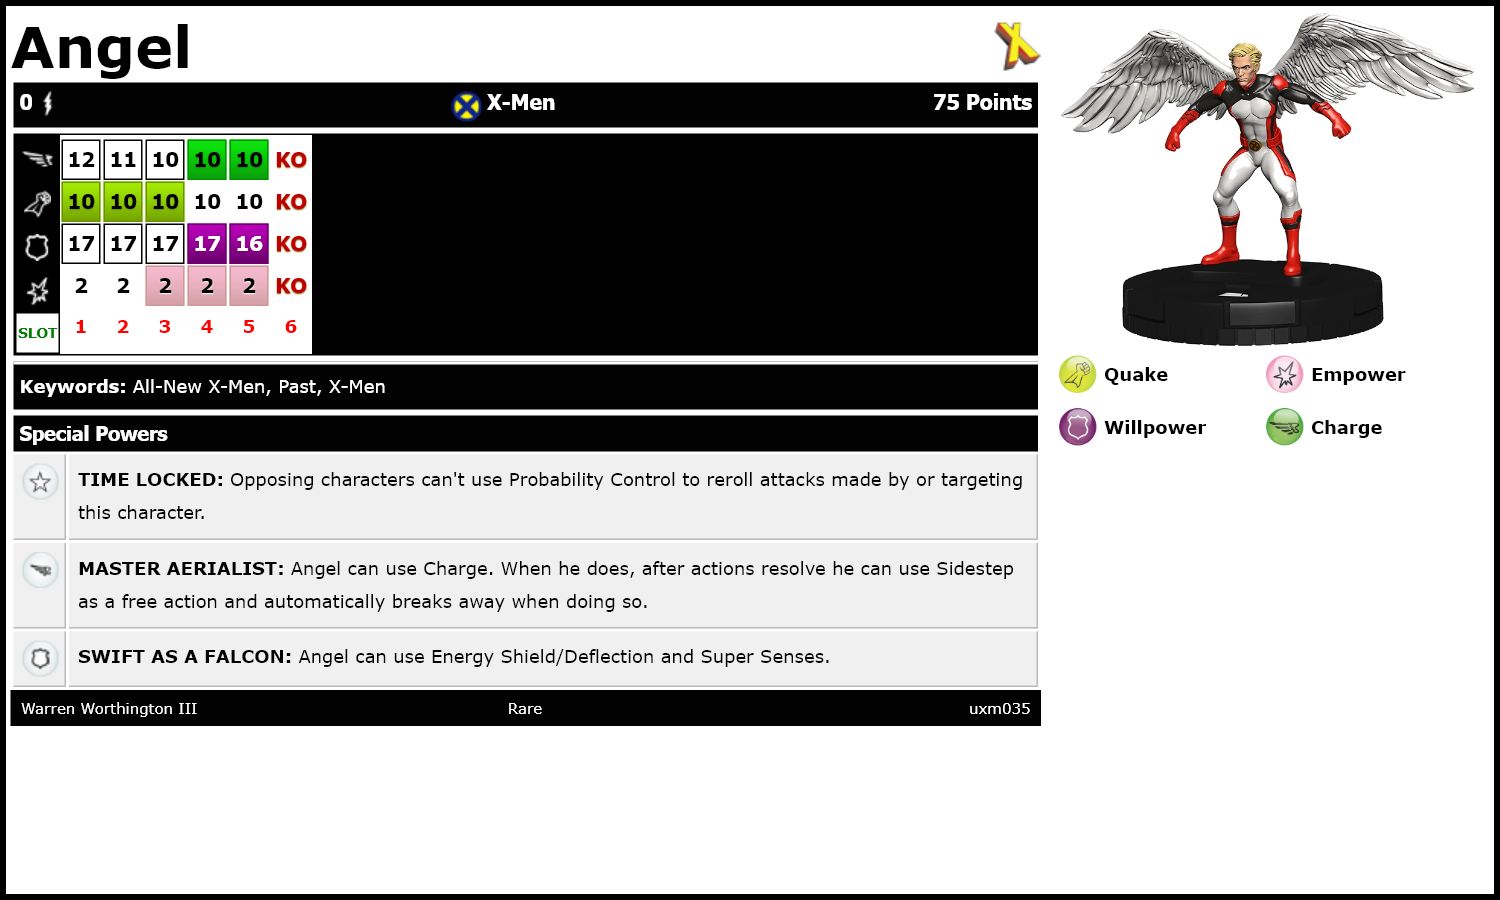 Angel
0 X-Men 75 Points
12 11 10 10 10 KO
10 10 10 10 10 KO
17 17 17 17 16 KO
2 2 2 2 2 KO
SLOT 1 2 3 4 5 6
Keywords: All-New X-Men, Past, X-Men
Special Powers
TIME LOCKED: Opposing characters can't use Probability Control to reroll attacks made by or targeting
this character.
MASTER AERIALIST: Angel can use Charge. When he does, after actions resolve he can use Sidestep
as a free action and automatically breaks away when doing so.
SWIFT AS A FALCON: Angel can use Energy Shield/Deflection and Super Senses.
Warren Worthington III Rare uxm035
Quake Empower
Willpower Charge